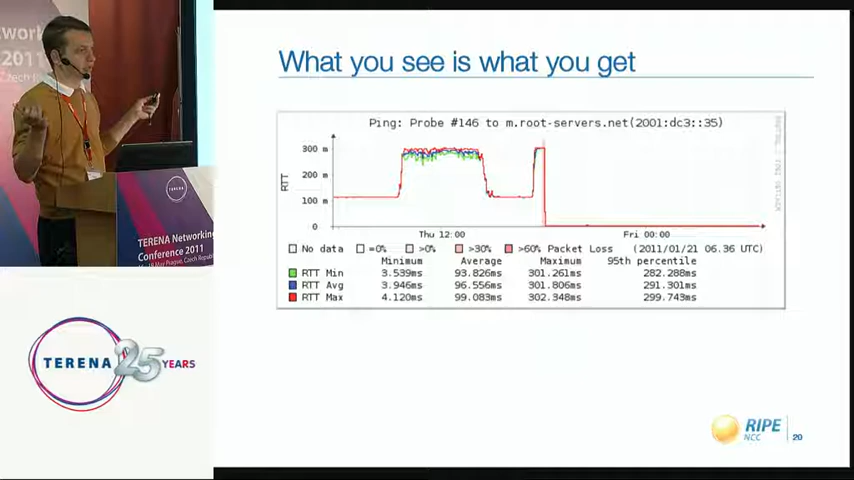 What you see is what you get
Ping: Probe #146 to m.root-servers.net(2001:dc3::35)
300 m
200 m
100 m
0
RTT
Thu 12:00 Fri 00:00
No data =0% >0% >30% >60% Packet Loss (2011/01/21 06.36 UTC)
Minimum Average Maximum 95th percentile
RTT Min 3.539ms 93.826ms 301.261ms 282.288ms
RTT Avg 3.946ms 96.556ms 301.806ms 291.301ms
RTT Max 4.120ms 99.083ms 302.348ms 299.743ms
RIPE
NCC
29
2011
TERENA
TERENA Networking
Conference 2011
TERENA 25 YEARS